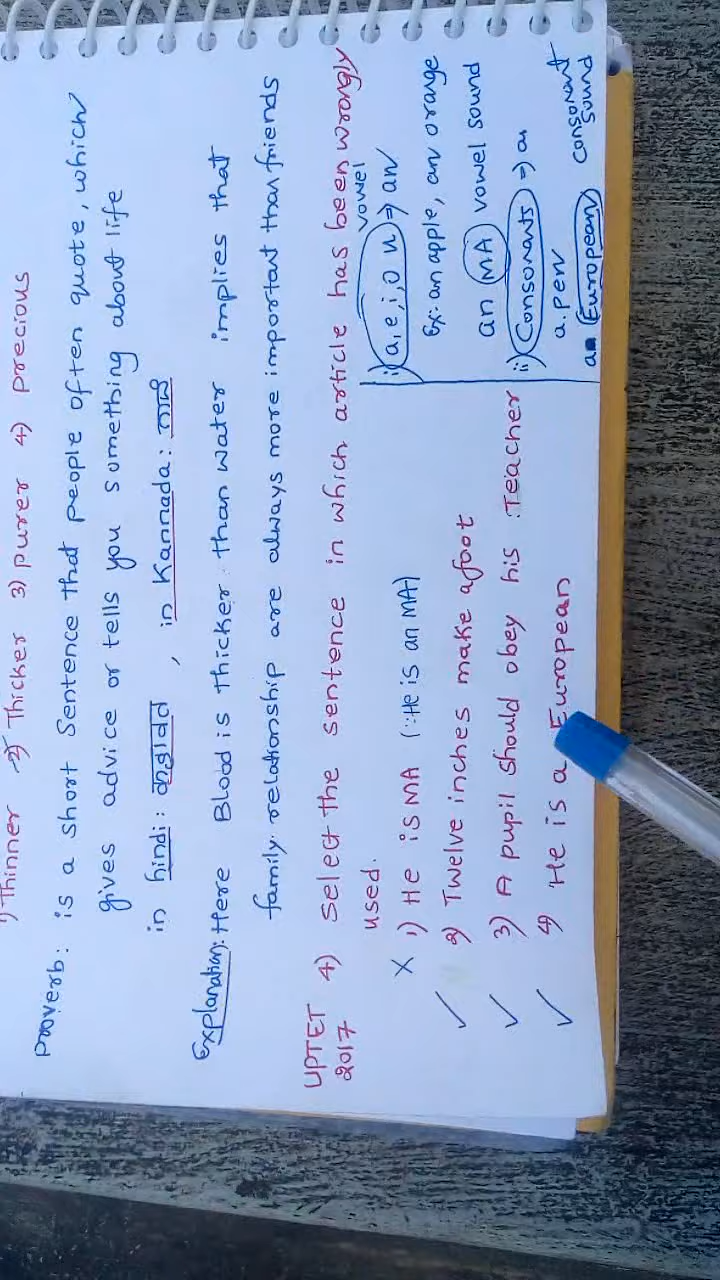 1) Thinner 2) Thicker 3) purer 4) precious
proverb: is a short Sentence that people often quote, which
gives advice or tells you something about life
in hindi: कहावत , in Kannada: ಗಾದೆ
Explanation: Here Blood is thicker than water implies that
family relationship are always more important than friends
UPTET 2017 4) Select the sentence in which article has been wrongly
used.
X 1) He is MA (∵He is an MA)
✓ 2) Twelve inches make a foot
✓ 3) A pupil should obey his Teacher
✓ 4) He is a European
i) a, e, i, o u vowel ⇒ an
Ex: an apple, an orange
an MA vowel sound
ii) Consonants ⇒ a
a pen
a European consonant sound